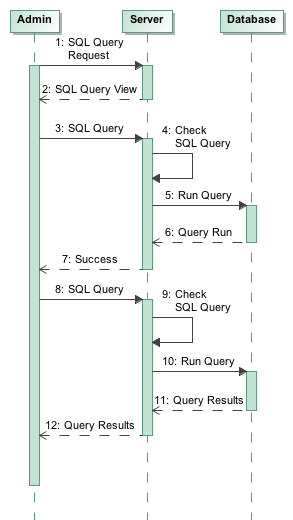 Admin
Server
Database
1: SQL Query
Request
2: SQL Query View
3: SQL Query
4: Check
SQL Query
5: Run Query
6: Query Run
7: Success
8: SQL Query
9: Check
SQL Query
10: Run Query
11: Query Results
12: Query Results